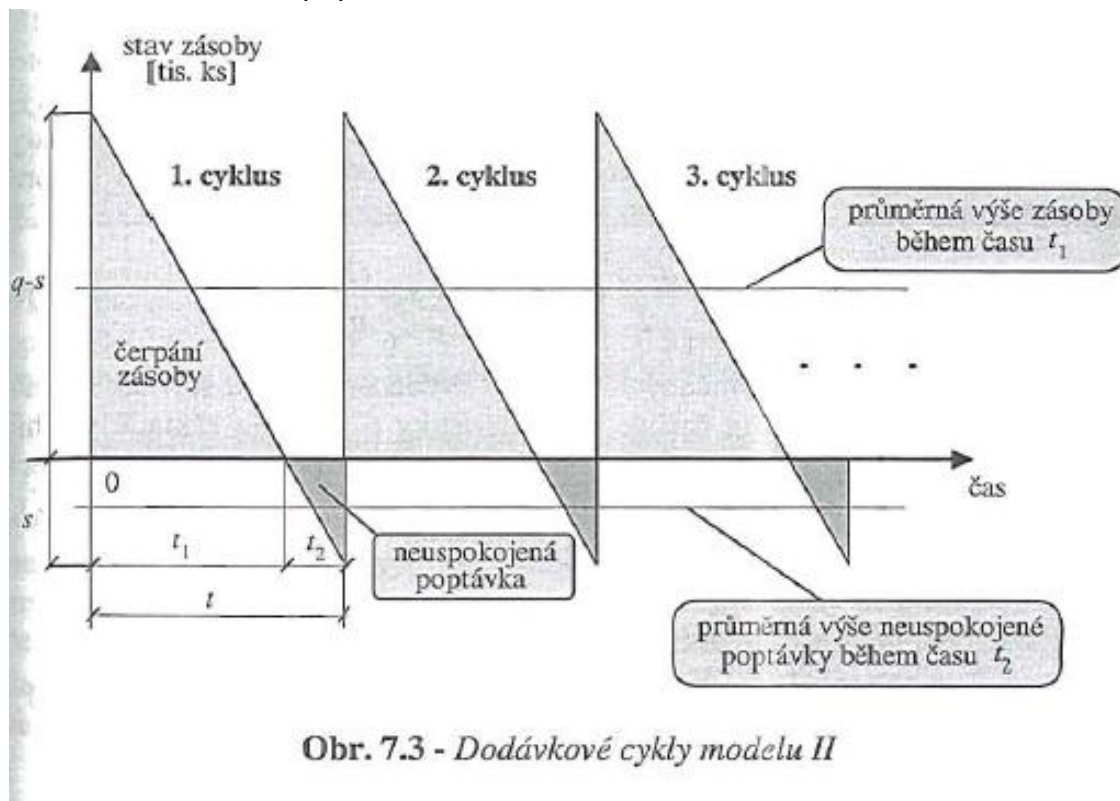 stav zásoby
[tis. ks]
1. cyklus
2. cyklus
3. cyklus
průměrná výše zásoby
během času t₁
q-s
čerpání
zásoby
. . .
0
čas
s
t₁
t₂
neuspokojená
poptávka
t
průměrná výše neuspokojené
poptávky během času t₂
Obr. 7.3 - Dodávkové cykly modelu II